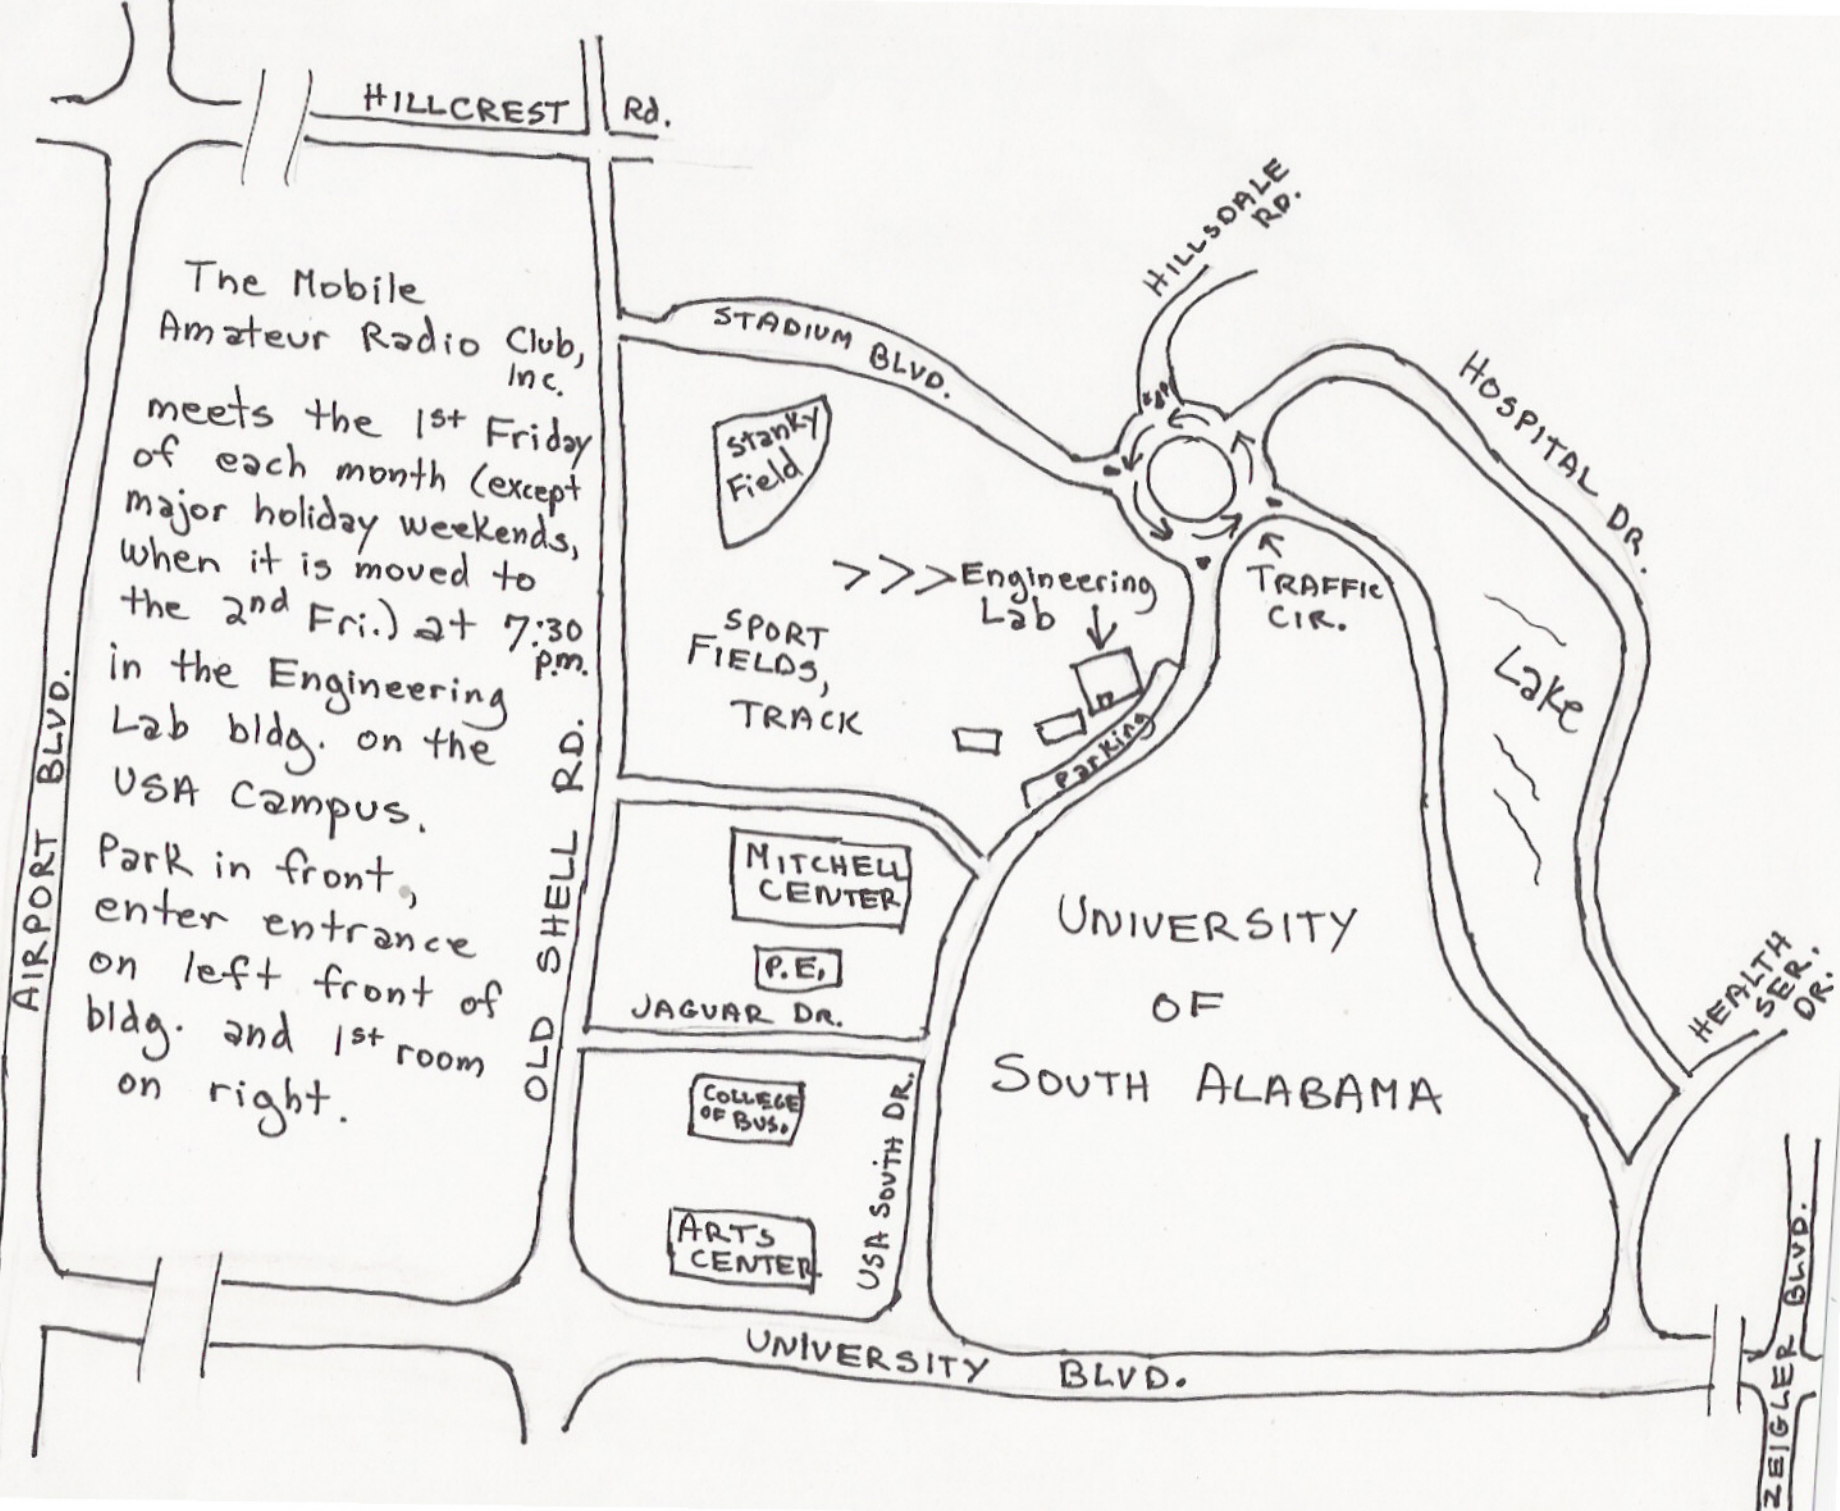 HILLCREST Rd.
HILLSDALE
RD.
The Mobile
Amateur Radio Club,
Inc.
meets the 1st Friday
of each month (except
major holiday weekends,
when it is moved to
the 2nd Fri.) at 7:30
p.m.
in the Engineering
Lab bldg. on the
USA Campus.
Park in front,
enter entrance
on left front of
bldg. and 1st room
on right.
AIRPORT BLVD.
OLD SHELL RD.
STADIUM BLVD.
HOSPITAL DR.
Stanky
Field
>>>Engineering
Lab
TRAFFIC
CIR.
SPORT
FIELDS,
TRACK
Parking
Lake
MITCHELL
CENTER
P.E.
JAGUAR DR.
UNIVERSITY
OF
SOUTH ALABAMA
HEALTH
SER.
DR.
COLLEGE
OF BUS.
ARTS
CENTER
USA SOUTH DR.
UNIVERSITY BLVD.
ZEIGLER BLVD.